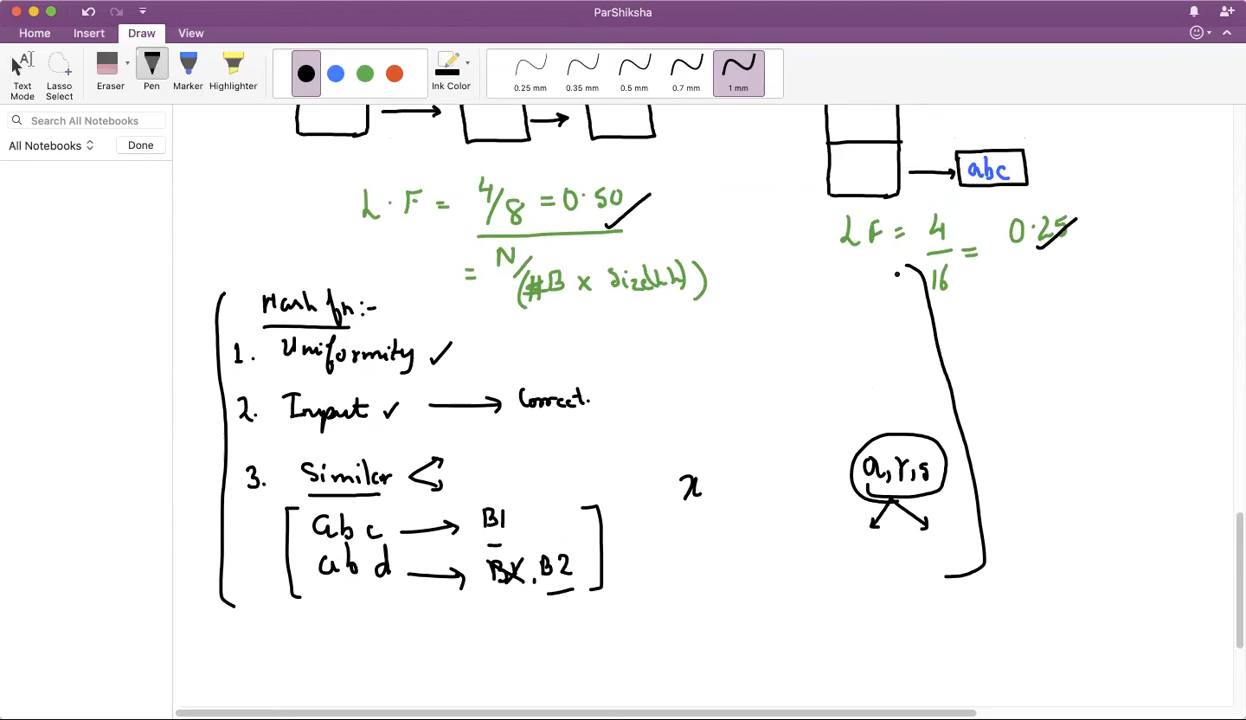 ParShiksha
Home Insert Draw View
Text Mode
Lasso Select
Eraser
Pen
Marker
Highlighter
Ink Color
0.25 mm
0.35 mm
0.5 mm
0.7 mm
1 mm
Search All Notebooks
All Notebooks
Done
abc
L.F = 4/8 = 0.50
LF = 4/16 = 0.25
= N/(#B x Size(LL))
Hash fn:-
1. Uniformity ✓
2. Input ✓ → Correct.
3. Similar
x
a,r,s
abc → B1
abd → B1. B2